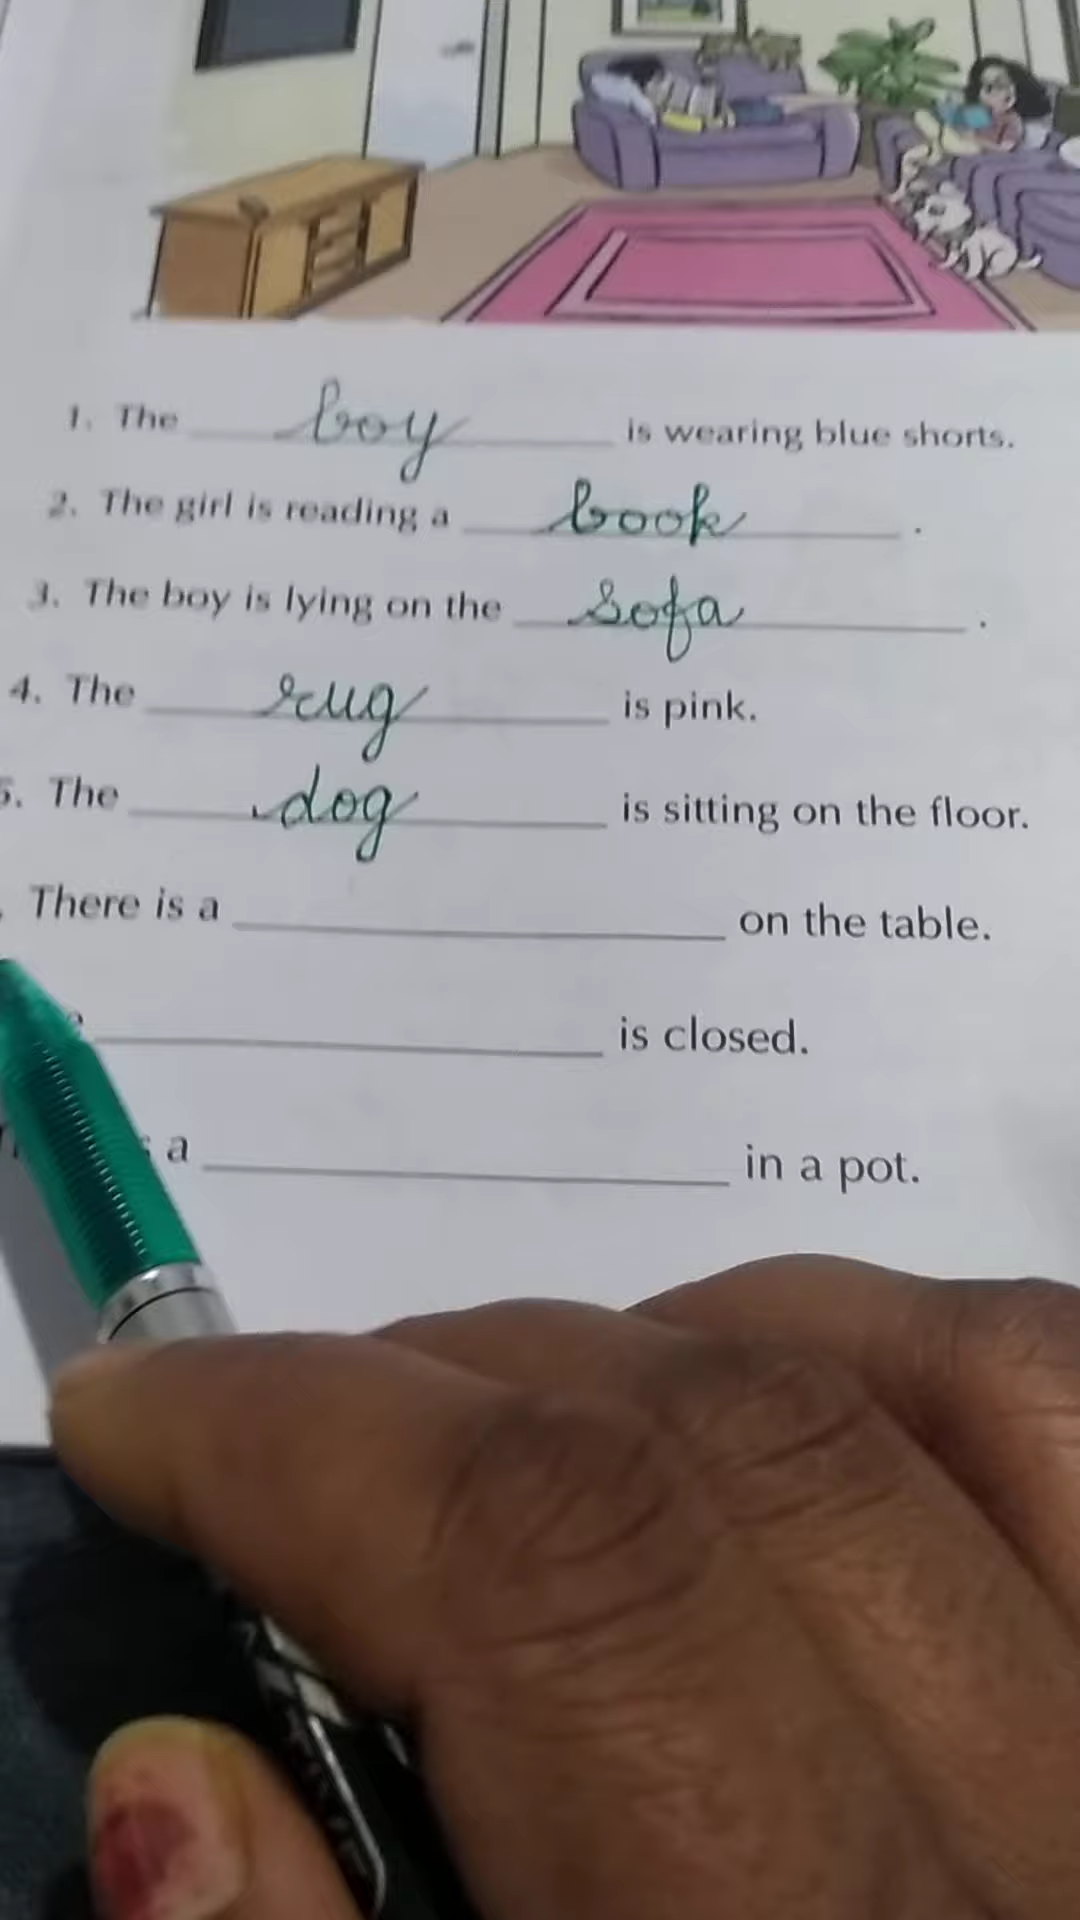 1. The boy is wearing blue shorts.
2. The girl is reading a book .
3. The boy is lying on the sofa .
4. The rug is pink.
5. The dog is sitting on the floor.
. There is a on the table.
is closed.
a in a pot.